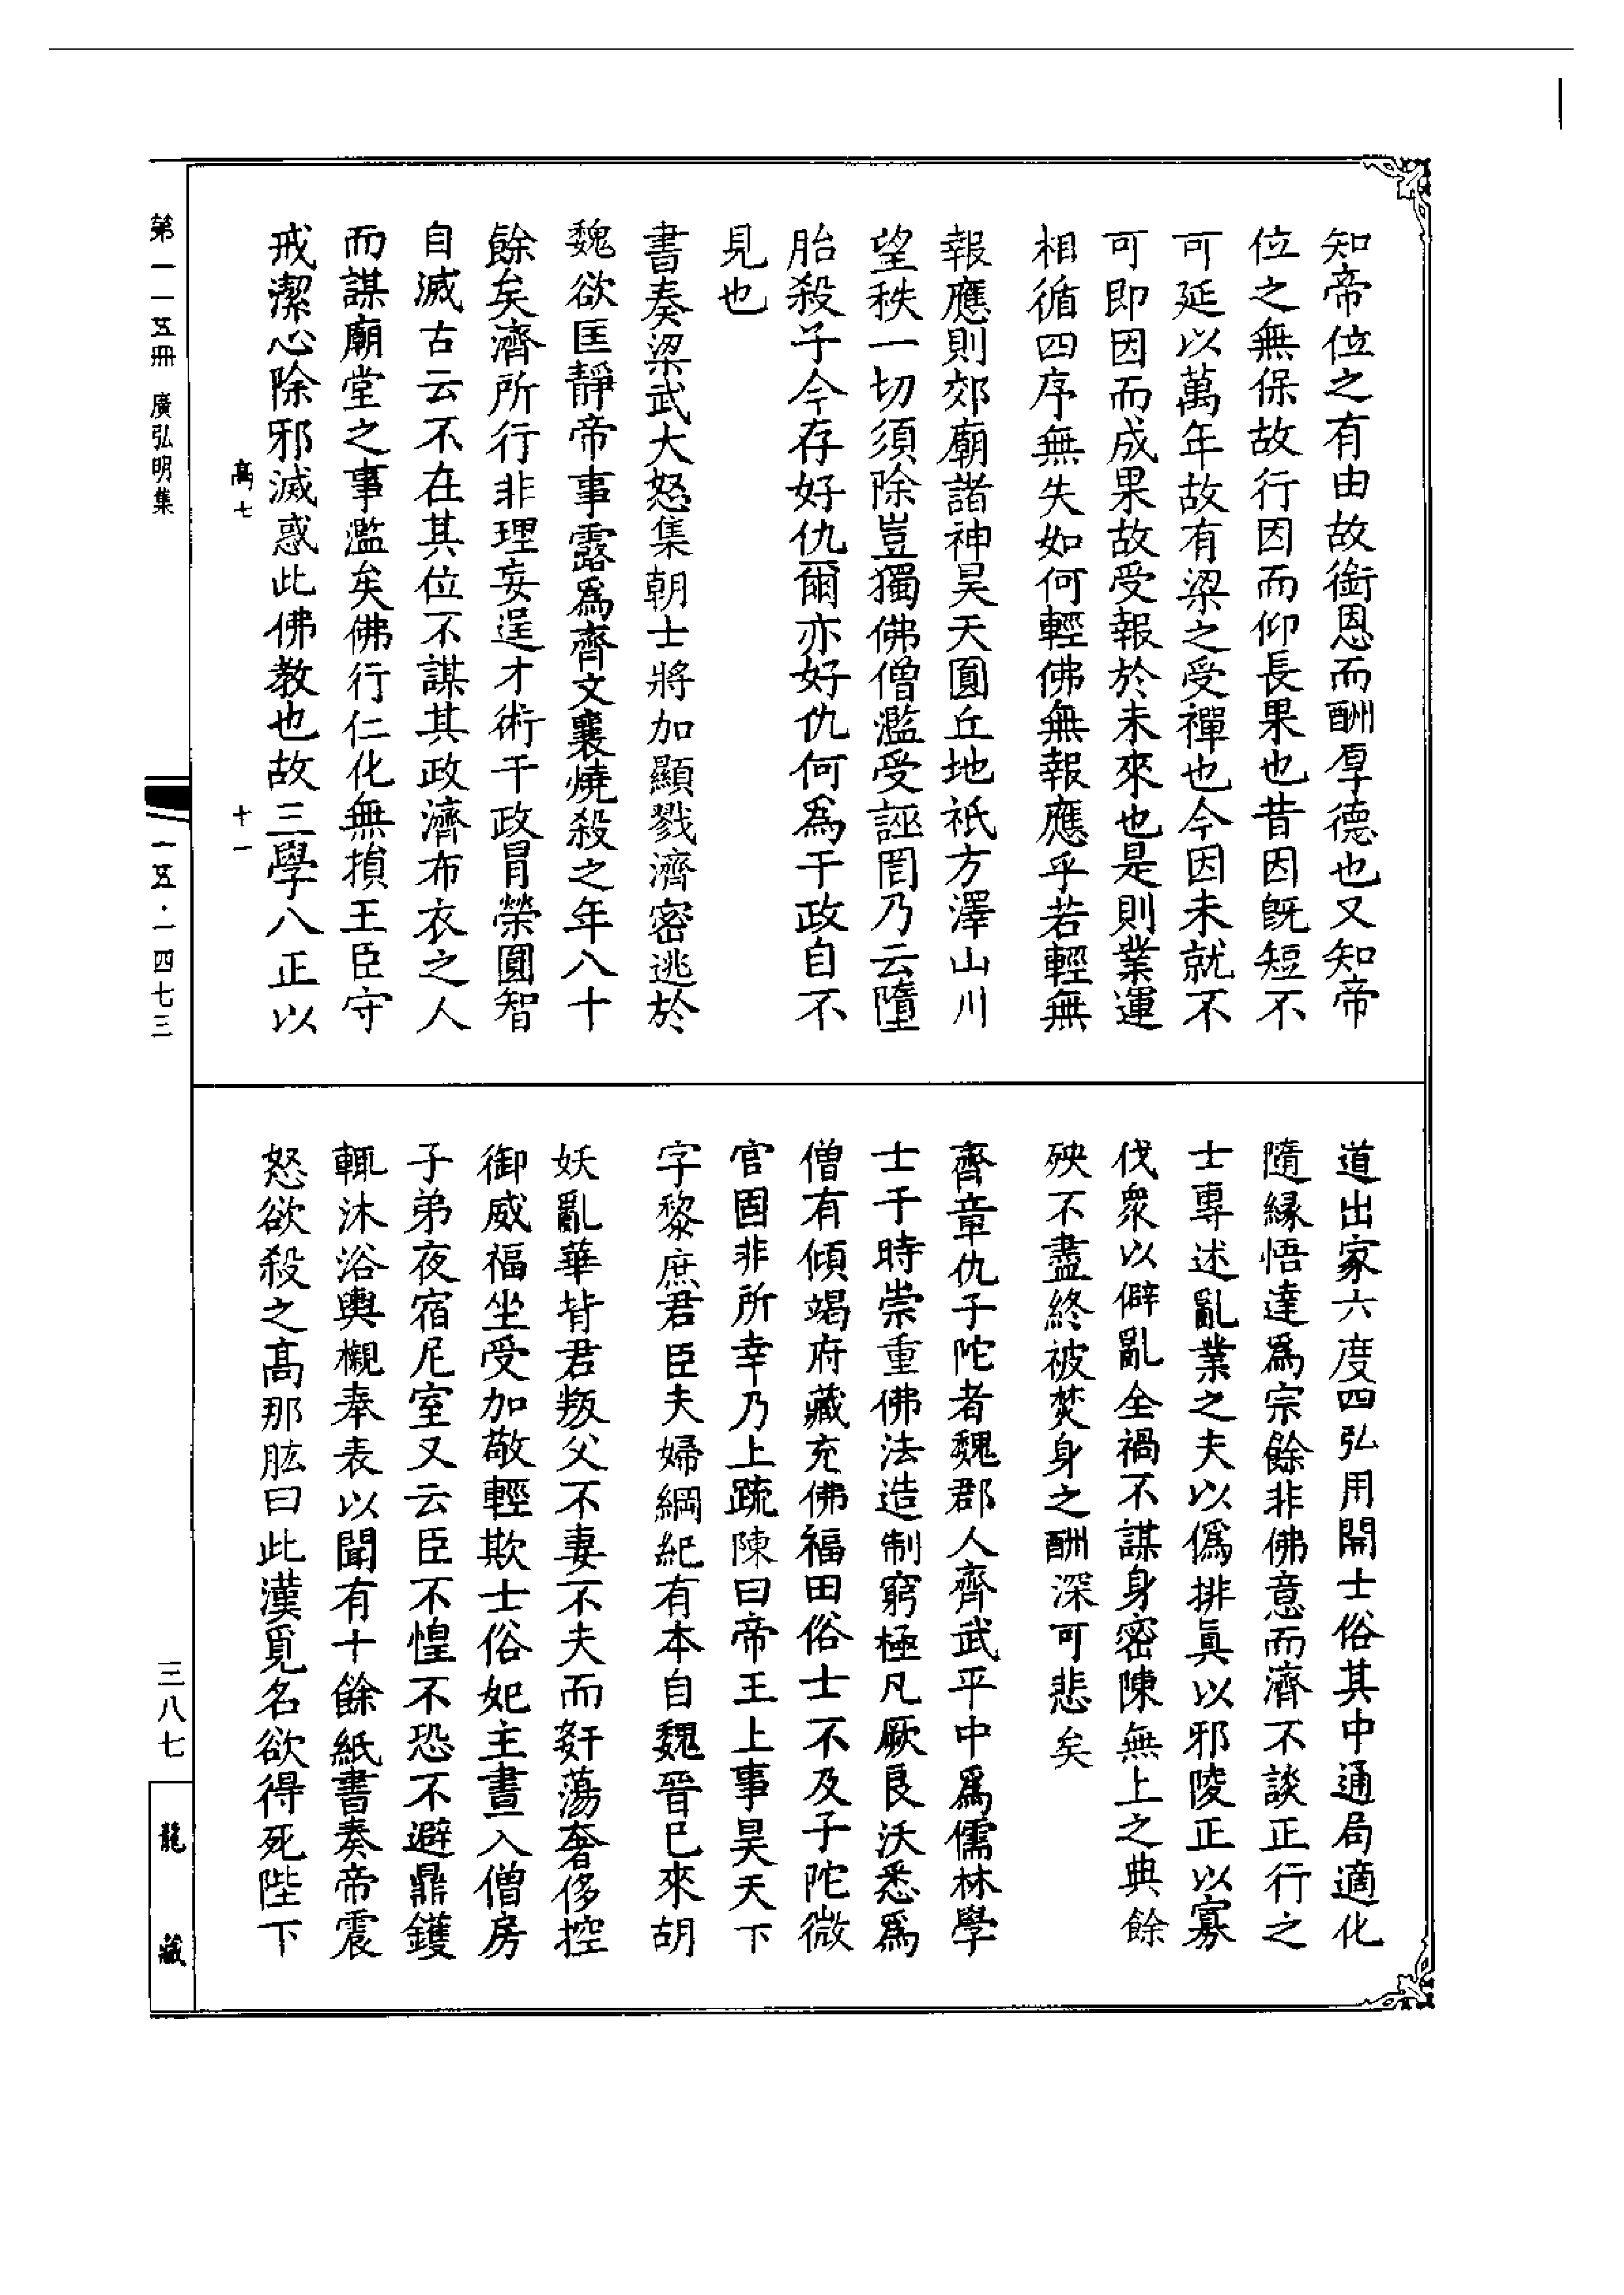 知帝位之有由故銜恩而酬厚德也又知帝
位之無保故行因而仰長果也昔因旣短不
可延以萬年故有梁之受禪也今因未就不
可即因而成果故受報於未來也是則業運
相循四序無失如何輕佛無報應乎若輕無
報應則郊廟諸神昊天圓丘地祇方澤山川
望秩一切須除豈獨佛僧濫受誣罔乃云墮
胎殺子今存好仇爾亦好仇何爲干政自不
見也
書奏梁武大怒集朝士將加顯戮濟密逃於
魏欲匡靜帝事露爲齊文襄燒殺之年八十
餘矣濟所行非理妄逞才術干政冒榮圓智
自滅古云不在其位不謀其政濟布衣之人
而謀廟堂之事濫矣佛行仁化無損王臣守
戒潔心除邪滅惑此佛教也故三學八正以
高七
十一
道出家六度四弘用開士俗其中通局適化
隨緣悟達爲宗餘非佛意而濟不談正行之
士專述亂業之夫以僞排眞以邪陵正以寡
伐衆以僻亂全禍不謀身密陳無上之典餘
殃不盡終被焚身之酬深可悲矣
齊章仇子陀者魏郡人齊武平中爲儒林學
士于時崇重佛法造制窮極凡厥良沃悉爲
僧有傾竭府藏充佛福田俗士不及子陀微
官固非所幸乃上疏陳曰帝王上事昊天下
字黎庶君臣夫婦綱紀有本自魏晉已來胡
妖亂華背君叛父不妻不夫而姧蕩奢侈控
御威福坐受加敬輕欺士俗妃主晝入僧房
子弟夜宿尼室又云臣不惶不恐不避鼎鑊
輒沐浴輿櫬奉表以聞有十餘紙書奏帝震
怒欲殺之高那肱曰此漢覓名欲得死陛下
第一一五冊 廣弘明集
一五·一四七三
三八七
龍藏